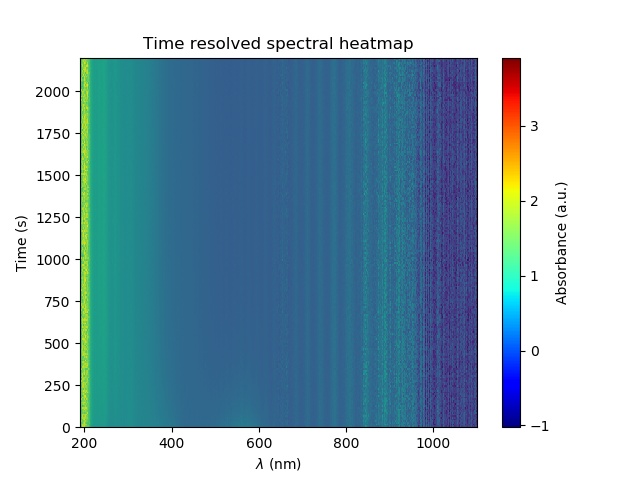 Time resolved spectral heatmap
2000
1750
1500
1250
1000
750
500
250
0
Time (s)
200 400 600 800 1000
λ (nm)
3
2
1
0
−1
Absorbance (a.u.)